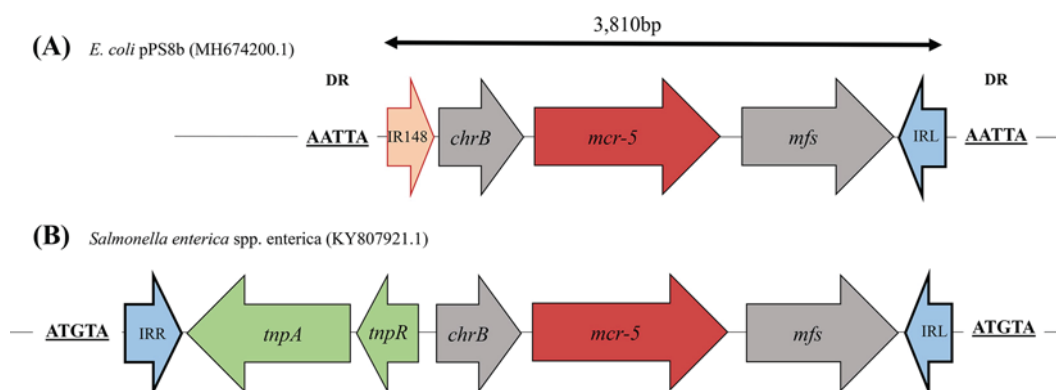 3,810bp
(A) E. coli pPS8b (MH674200.1)
DR DR
AATTA IR148 chrB mcr-5 mfs IRL AATTA
(B) Salmonella enterica spp. enterica (KY807921.1)
ATGTA IRR tnpA tnpR chrB mcr-5 mfs IRL ATGTA